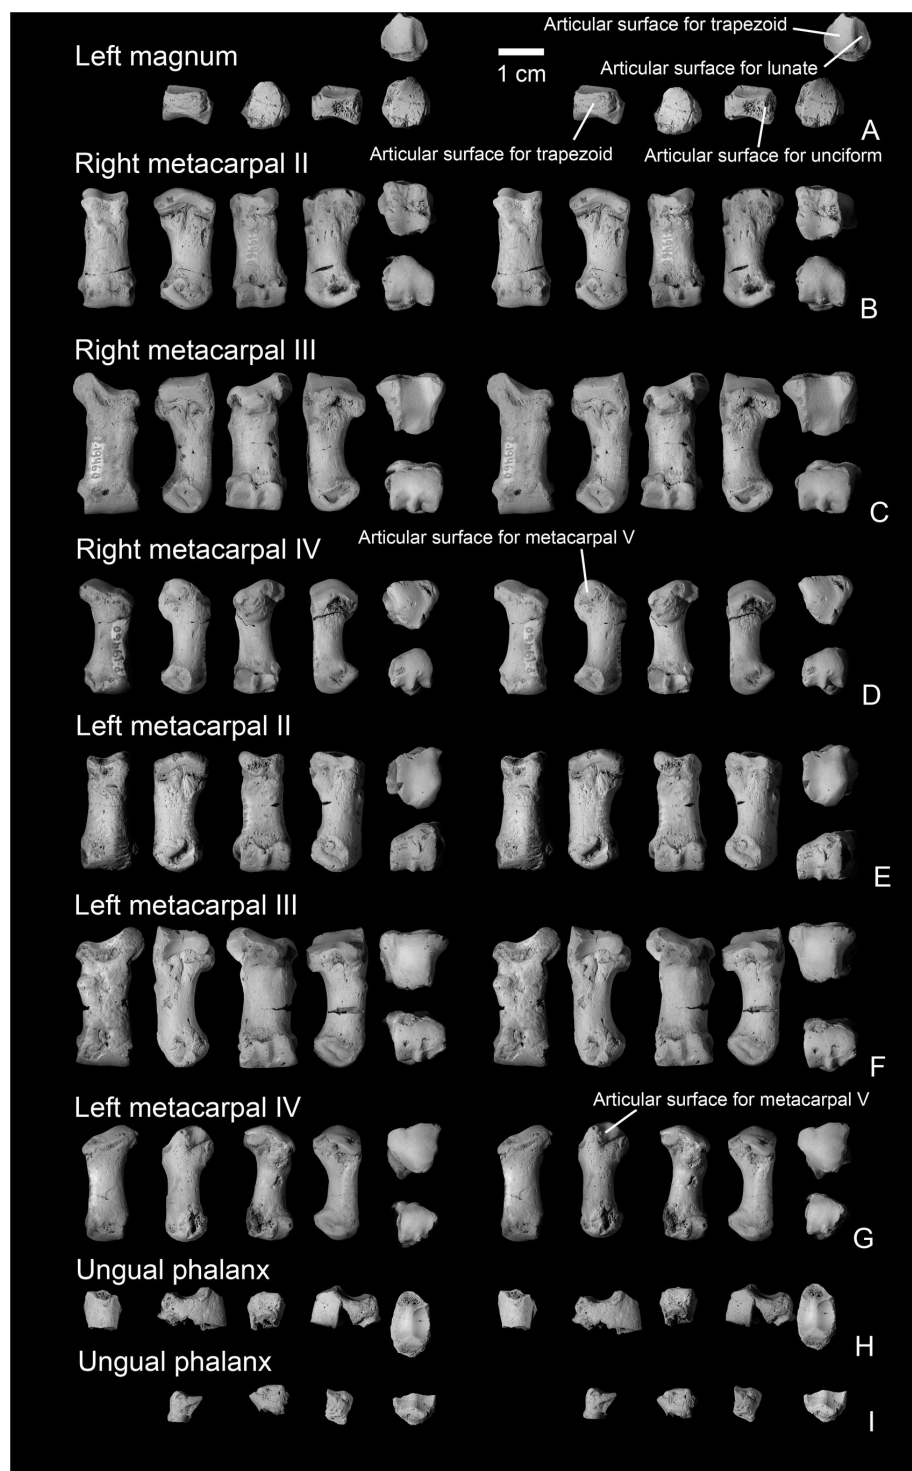 Articular surface for trapezoid
Left magnum
1 cm
Articular surface for lunate
A
Articular surface for trapezoid
Articular surface for unciform
Right metacarpal II
B
Right metacarpal III
C
Articular surface for metacarpal V
Right metacarpal IV
D
Left metacarpal II
E
Left metacarpal III
F
Articular surface for metacarpal V
Left metacarpal IV
G
Ungual phalanx
H
Ungual phalanx
I